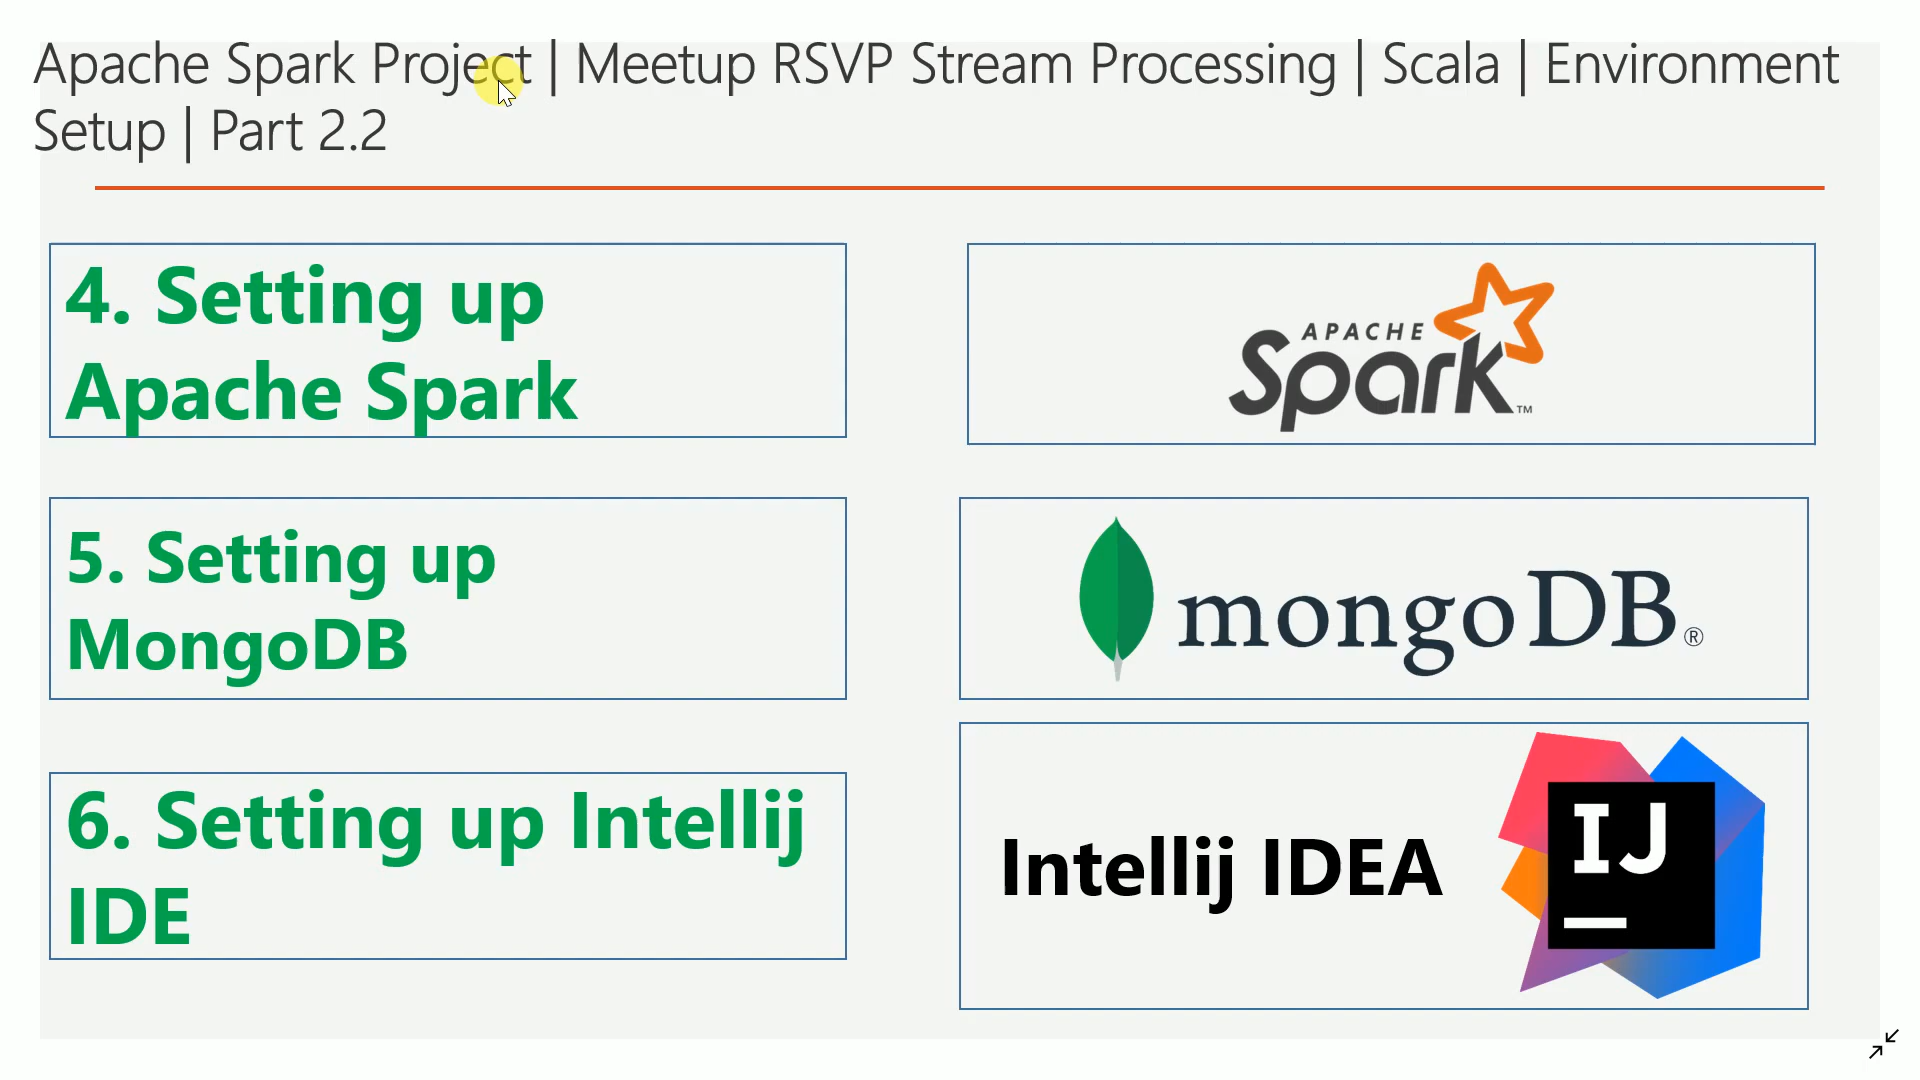 Apache Spark Project | Meetup RSVP Stream Processing | Scala | Environment
Setup | Part 2.2
4. Setting up
Apache Spark
APACHE
Spark™
5. Setting up
MongoDB
mongoDB®
6. Setting up Intellij
IDE
Intellij IDEA
IJ